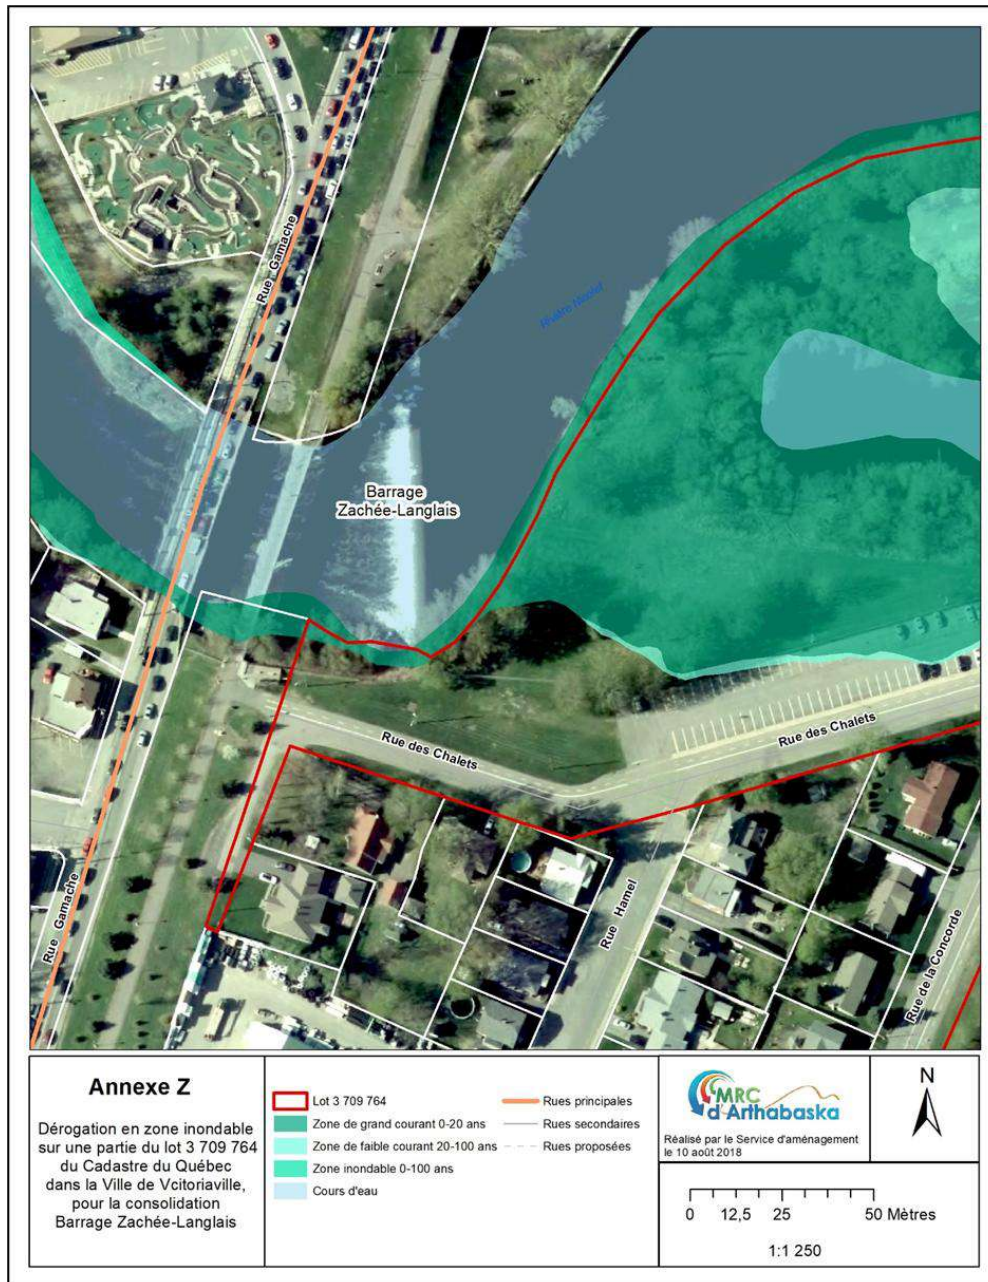 Rue Gamache
Rivière Nicolet
Barrage
Zachée-Langlais
Rue des Chalets
Rue des Chalets
Rue Gamache
Rue Hamel
Rue de la Concorde
Annexe Z
Dérogation en zone inondable
sur une partie du lot 3 709 764
du Cadastre du Québec
dans la Ville de Vcitoriaville,
pour la consolidation
Barrage Zachée-Langlais
Lot 3 709 764
Zone de grand courant 0-20 ans
Zone de faible courant 20-100 ans
Zone inondable 0-100 ans
Cours d'eau
Rues principales
Rues secondaires
Rues proposées
MRC
d'Arthabaska
Réalisé par le Service d'aménagement
le 10 août 2018
N
0 12,5 25 50 Mètres
1:1 250